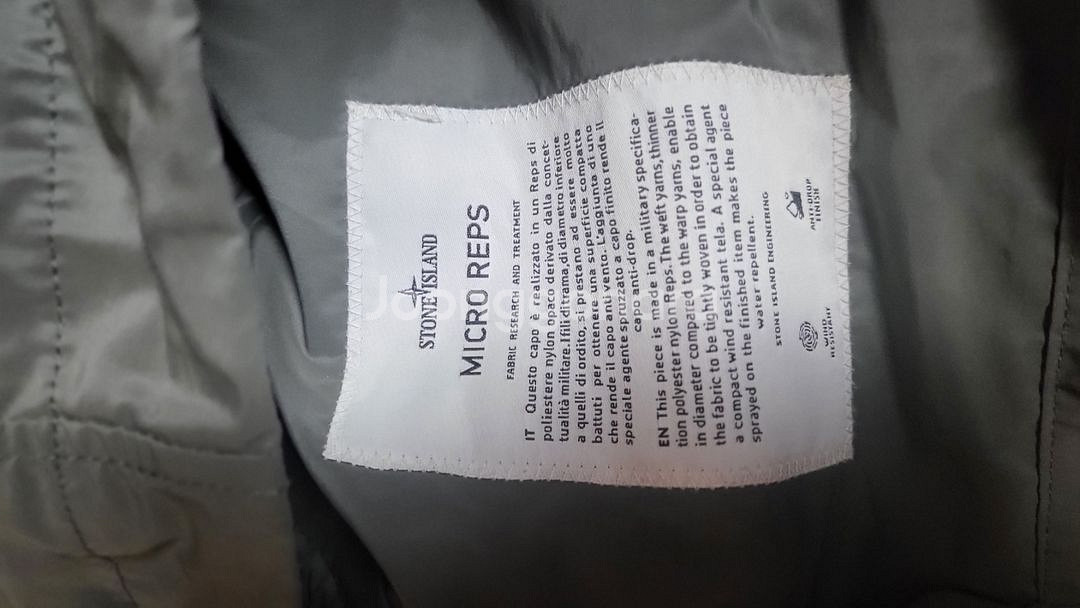 STONE ISLAND
MICRO REPS
FABRIC RESEARCH AND TREATMENT
IT Questo capo è realizzato in un Reps di
poliestere nylon opaco derivato dalla concet-
tualità militare. I fili di trama, di diametro inferiore
a quelli di ordito, si prestano ad essere molto
battuti per ottenere una superficie compatta
che rende il capo anti vento. L'aggiunta di uno
speciale agente spruzzato a capo finito rende il
capo anti-drop.
EN This piece is made in a military specifica-
tion polyester nylon Reps. The weft yarns, thinner
in diameter compared to the warp yarns, enable
the fabric to be tightly woven in order to obtain
a compact wind resistant tela. A special agent
sprayed on the finished item makes the piece
water repellent.
STONE ISLAND ENGINEERING
WIND
RESISTANT
ANTI-DROP
FINISH